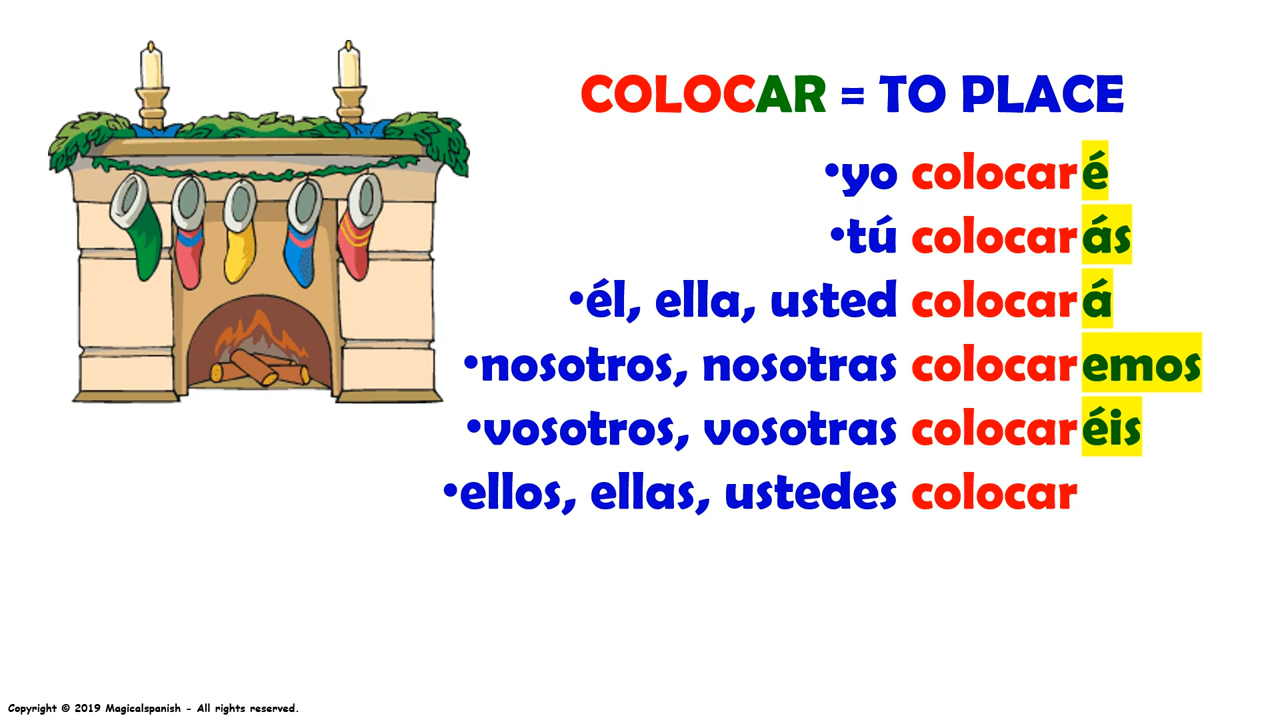 COLOCAR = TO PLACE
•yo colocaré
•tú colocarás
•él, ella, usted colocará
•nosotros, nosotras colocaremos
•vosotros, vosotras colocaréis
•ellos, ellas, ustedes colocar
Copyright © 2019 Magicalspanish - All rights reserved.